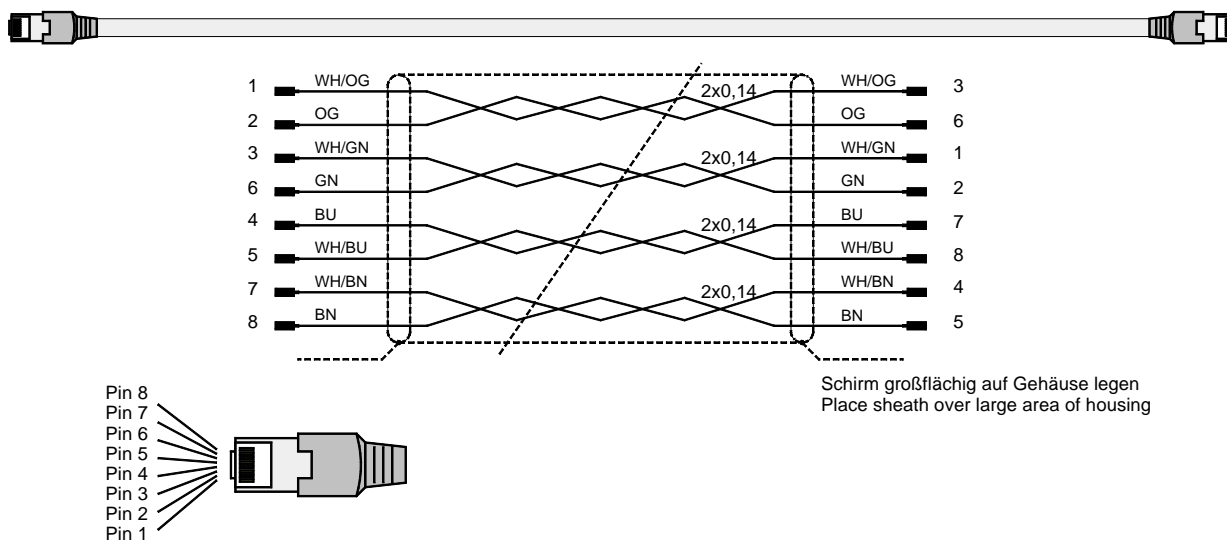 1 WH/OG 2x0,14 WH/OG 3
2 OG OG 6
3 WH/GN 2x0,14 WH/GN 1
6 GN GN 2
4 BU 2x0,14 BU 7
5 WH/BU WH/BU 8
7 WH/BN 2x0,14 WH/BN 4
8 BN BN 5
Schirm großflächig auf Gehäuse legen
Place sheath over large area of housing
Pin 8
Pin 7
Pin 6
Pin 5
Pin 4
Pin 3
Pin 2
Pin 1